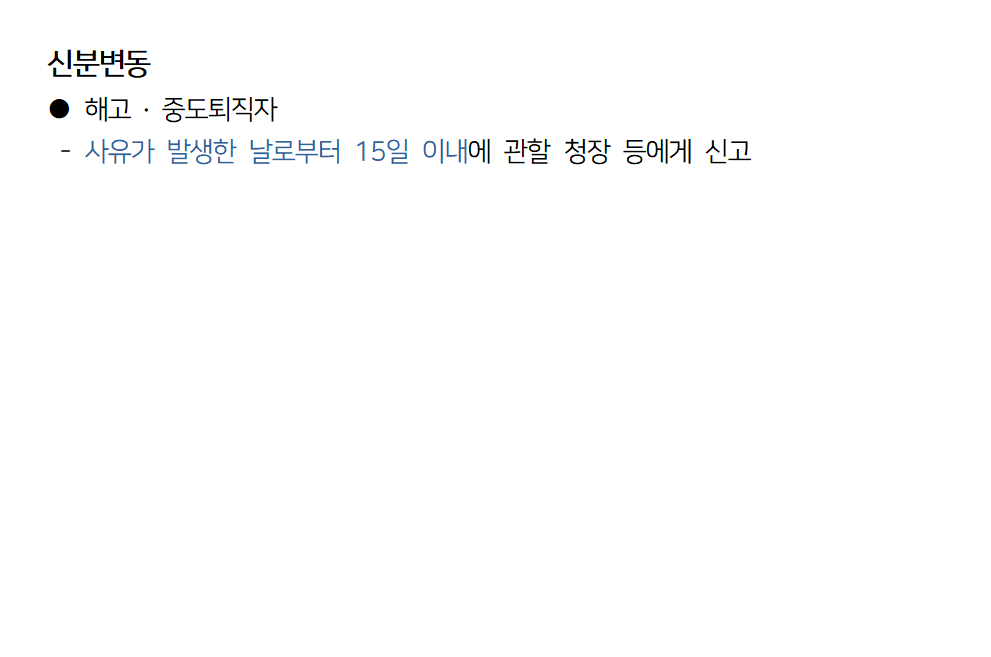 신분변동
● 해고 · 중도퇴직자
- 사유가 발생한 날로부터 15일 이내에 관할 청장 등에게 신고